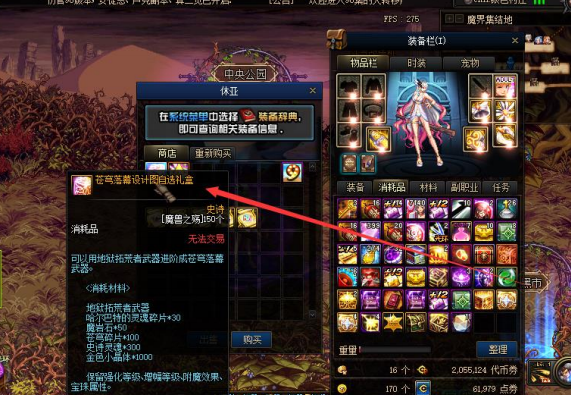 FPS : 275
魔界集结地
装备栏(I)
中央公园
物品栏
时装
宠物
休亚
在系统菜单中选择
装备辞典,
即可查询相关装备信息。
商店
重新购买
苍穹落幕设计图自选礼盒
史诗
[魔兽之殇]150个
消耗品
无法交易
可以用地狱拓荒者武器进阶成苍穹落幕
武器。
<消耗材料>
地狱拓荒者武器
哈尔巴特的灵魂碎片*30
魔岩石*50
苍穹碎片*100
史诗灵魂*300
金色小晶体*1000
保留强化等级、增幅等级、附魔效果、
宝珠属性。
购买
装备
消耗品
材料
副职业
任务
黑市
重量
整理
16 个
2,055,124 代币券
170 个
61,979 点券